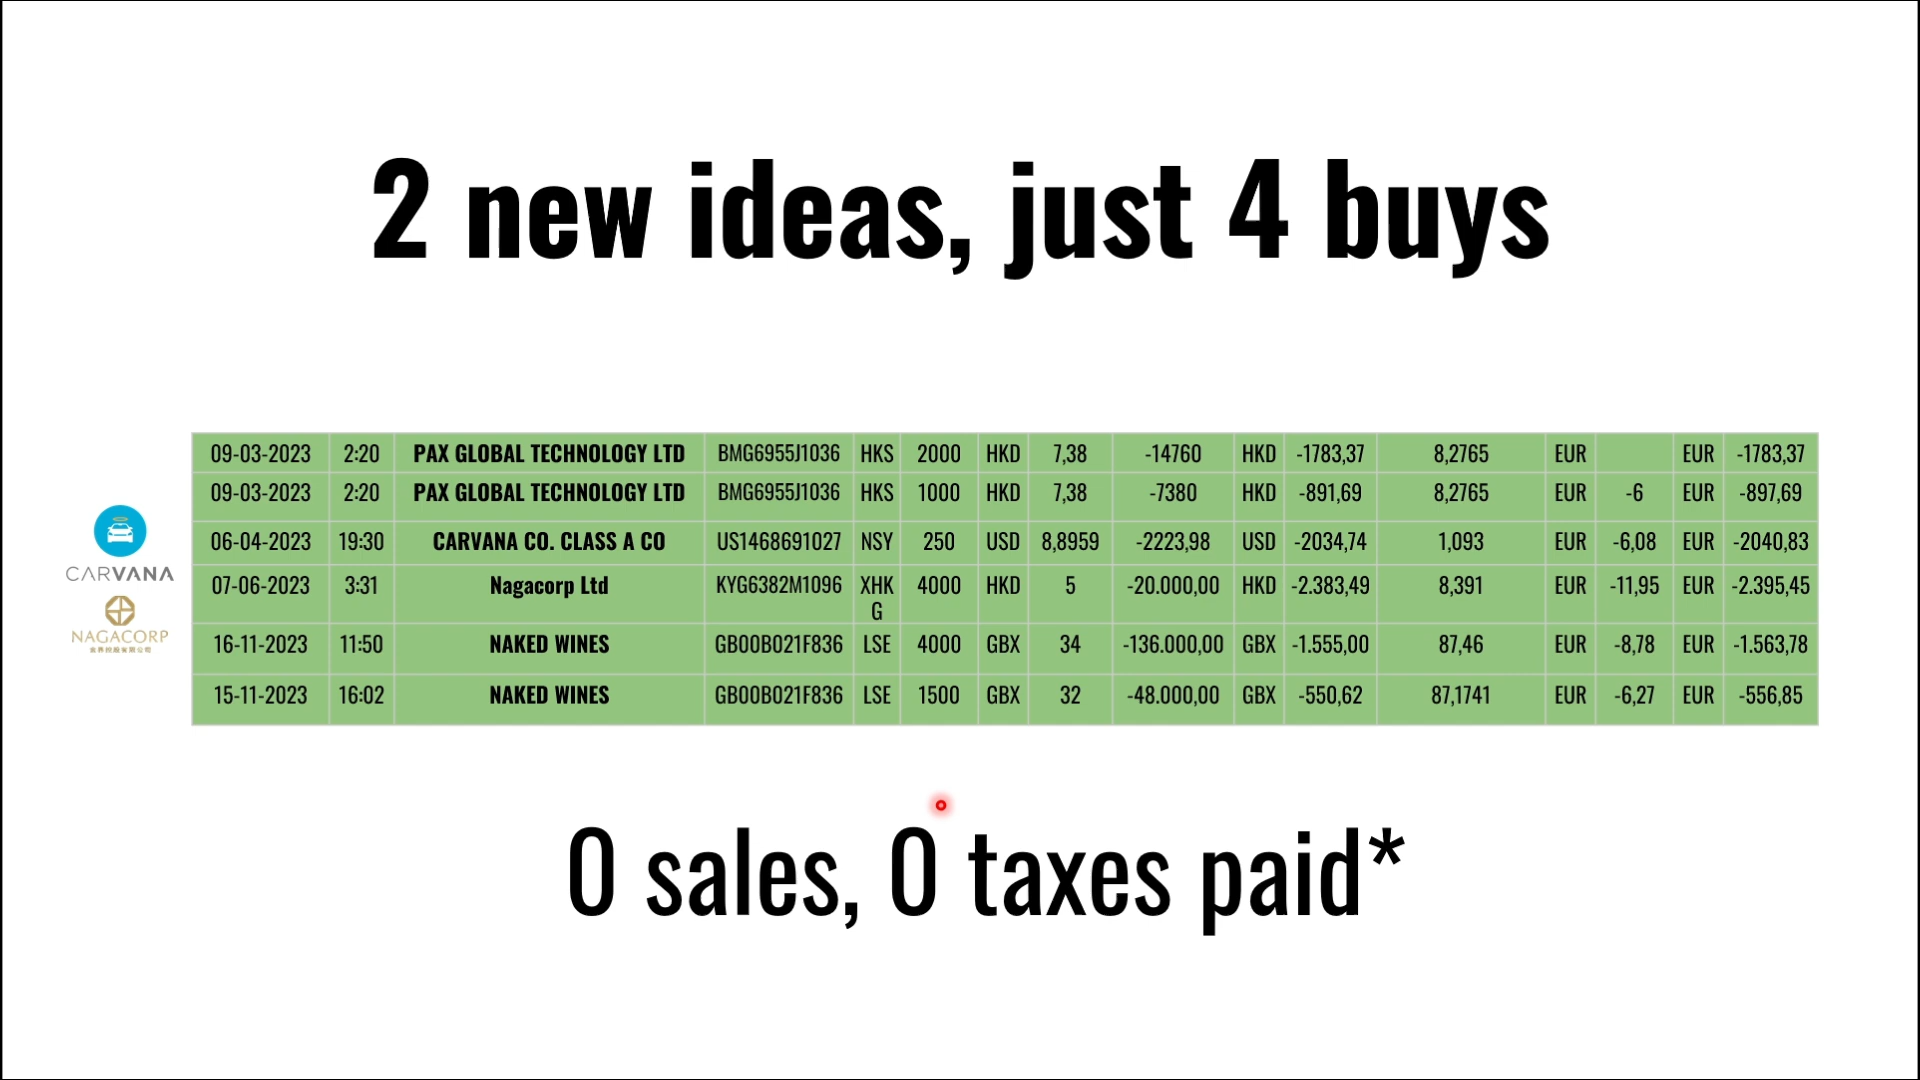 2 new ideas, just 4 buys
09-03-2023 2:20 PAX GLOBAL TECHNOLOGY LTD BMG6955J1036 HKS 2000 HKD 7,38 -14760 HKD -1783,37 8,2765 EUR EUR -1783,37
09-03-2023 2:20 PAX GLOBAL TECHNOLOGY LTD BMG6955J1036 HKS 1000 HKD 7,38 -7380 HKD -891,69 8,2765 EUR -6 EUR -897,69
06-04-2023 19:30 CARVANA CO. CLASS A CO US1468691027 NSY 250 USD 8,8959 -2223,98 USD -2034,74 1,093 EUR -6,08 EUR -2040,83
CARVANA
07-06-2023 3:31 Nagacorp Ltd KYG6382M1096 XHK 4000 HKD 5 -20.000,00 HKD -2.383,49 8,391 EUR -11,95 EUR -2.395,45
G
NAGACORP
金界控股有限公司
16-11-2023 11:50 NAKED WINES GB00B021F836 LSE 4000 GBX 34 -136.000,00 GBX -1.555,00 87,46 EUR -8,78 EUR -1.563,78
15-11-2023 16:02 NAKED WINES GB00B021F836 LSE 1500 GBX 32 -48.000,00 GBX -550,62 87,1741 EUR -6,27 EUR -556,85
0 sales, 0 taxes paid*